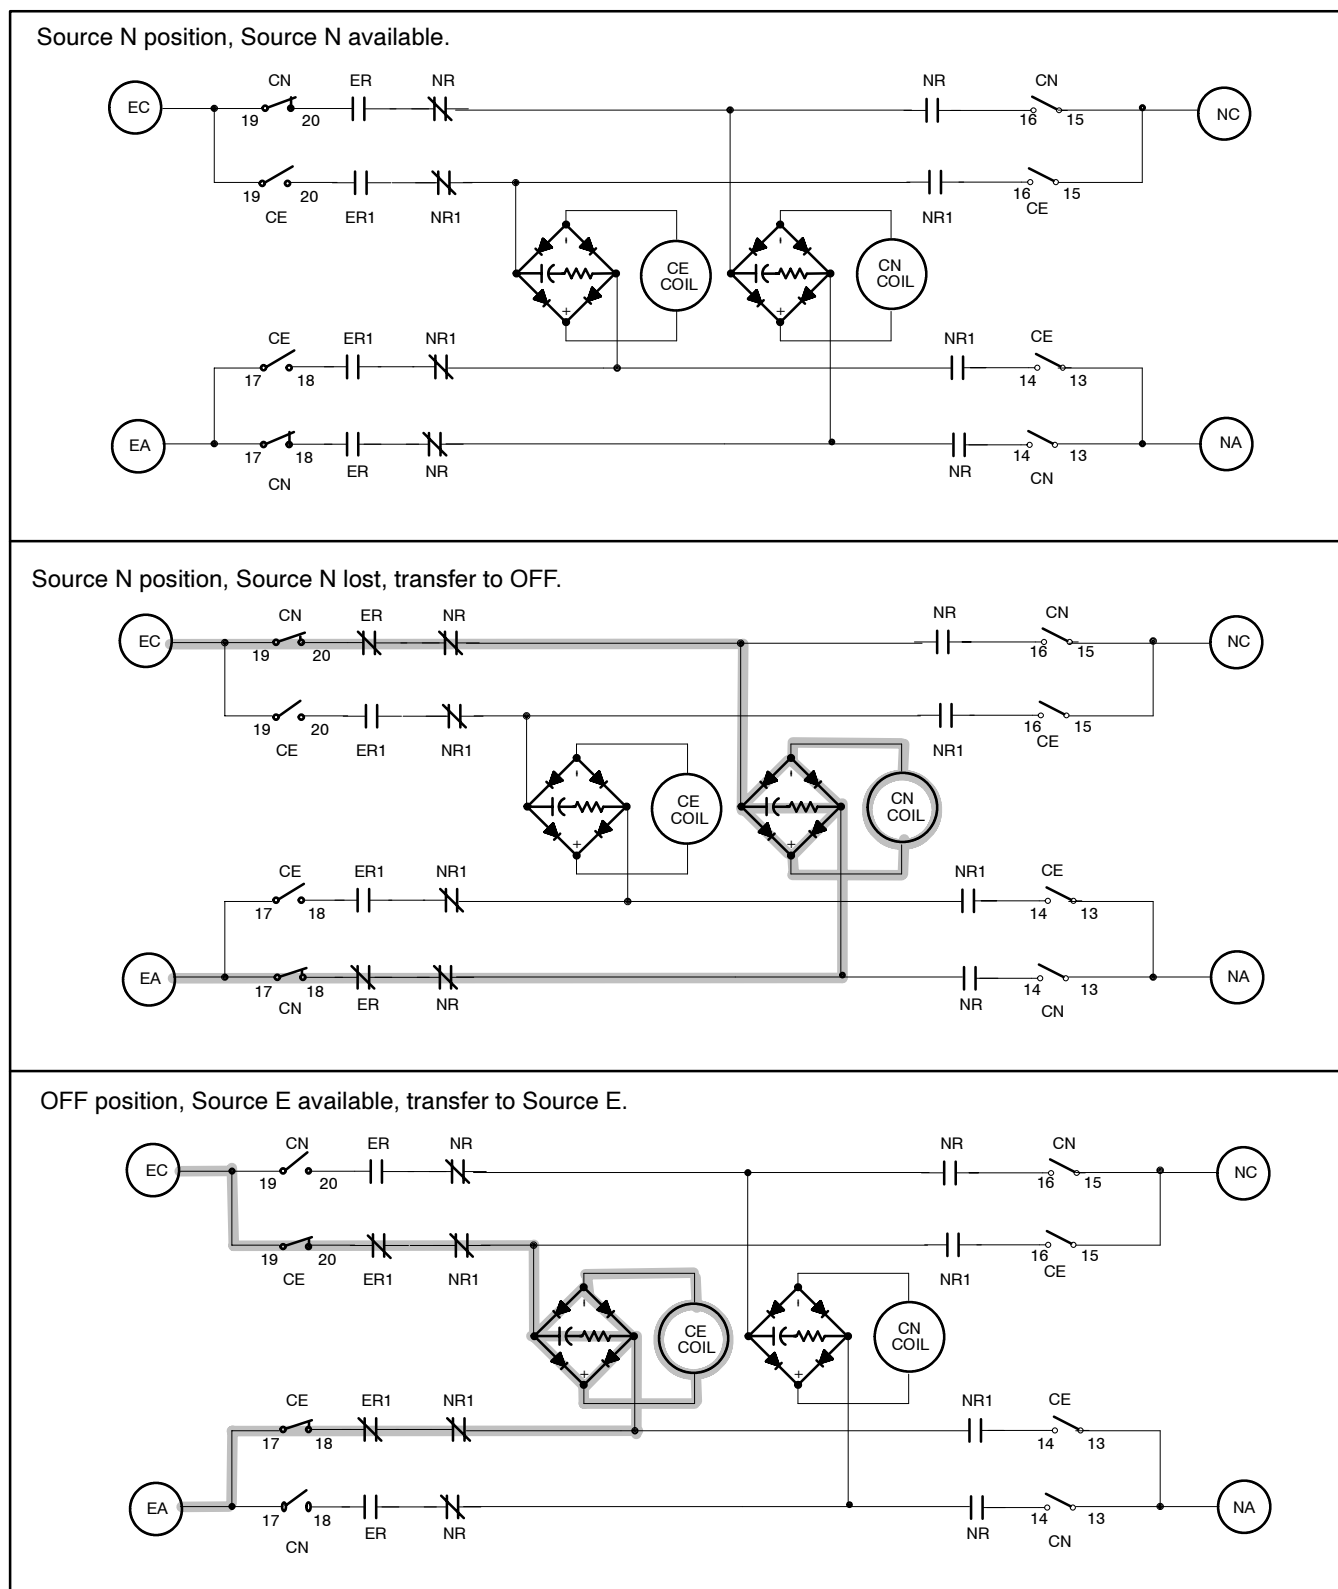 Source N position, Source N available.
CN ER NR NR CN
EC NC
19 20 16 15
19 20 16 15
CE ER1 NR1 NR1 CE
-
-
CE COIL
CN COIL
+
+
CE ER1 NR1 NR1 CE
17 18 14 13
EA NA
17 18 14 13
CN ER NR NR CN
Source N position, Source N lost, transfer to OFF.
CN ER NR NR CN
EC NC
19 20 16 15
19 20 16 15
CE ER1 NR1 NR1 CE
-
-
CE COIL
CN COIL
+
+
CE ER1 NR1 NR1 CE
17 18 14 13
EA NA
17 18 14 13
CN ER NR NR CN
OFF position, Source E available, transfer to Source E.
CN ER NR NR CN
EC NC
19 20 16 15
19 20 16 15
CE ER1 NR1 NR1 CE
-
-
CE COIL
CN COIL
+
+
CE ER1 NR1 NR1 CE
17 18 14 13
EA NA
17 18 14 13
CN ER NR NR CN